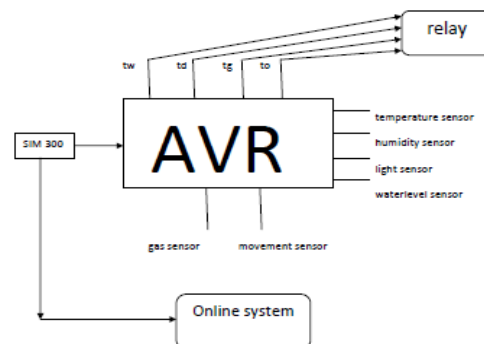 relay
tw td tg to
temperature sensor
AVR
humidity sensor
SIM 300
light sensor
waterlevel sensor
gas sensor movement sensor
Online system